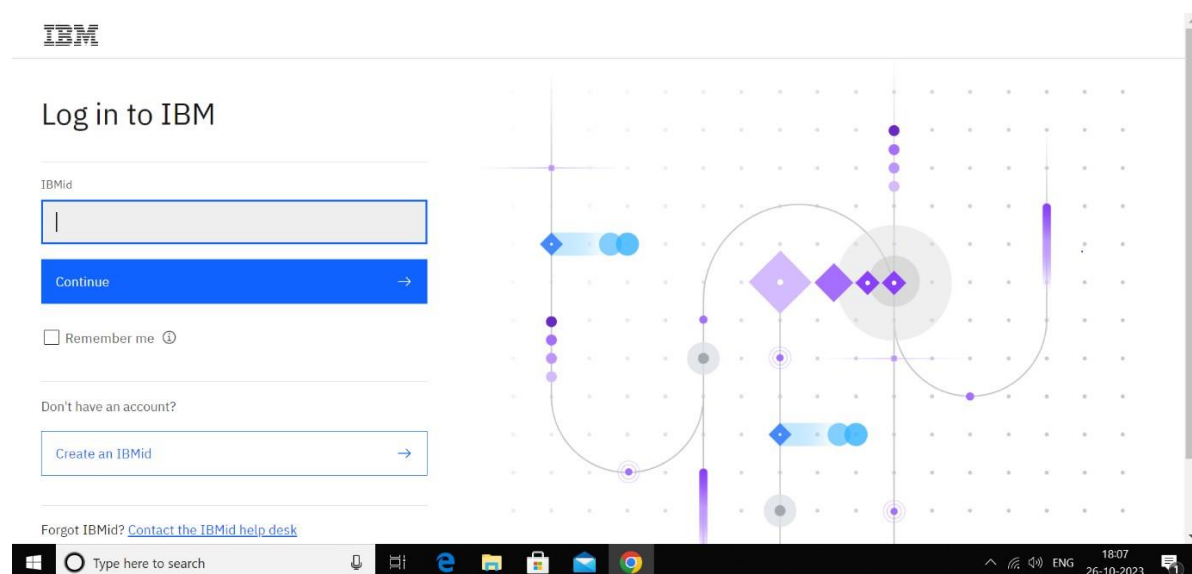 IBM
Log in to IBM
IBMid
Continue
Remember me
Don't have an account?
Create an IBMid
Forgot IBMid? Contact the IBMid help desk
Type here to search
ENG
18:07
26-10-2023
1